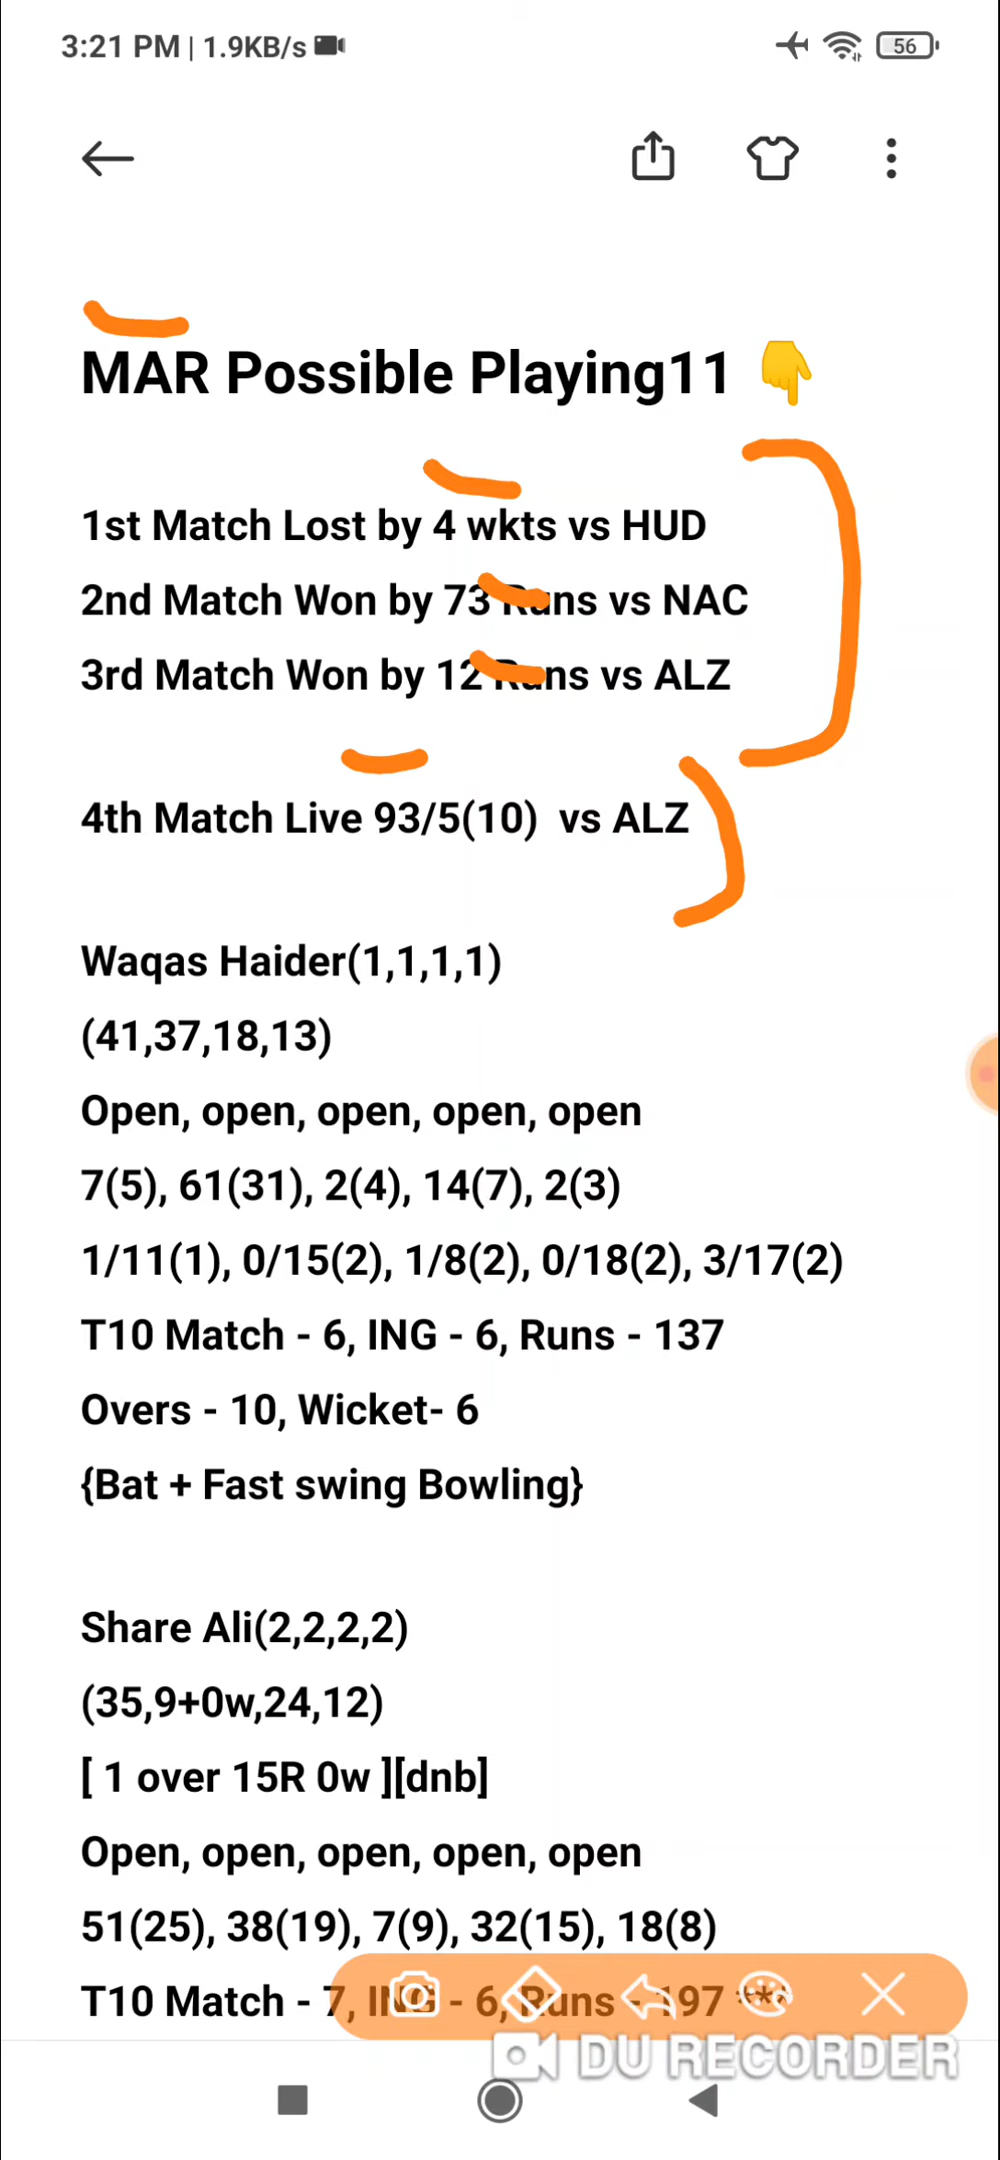 3:21 PM | 1.9KB/s
56
MAR Possible Playing11 👇
1st Match Lost by 4 wkts vs HUD
2nd Match Won by 73 Runs vs NAC
3rd Match Won by 12 Runs vs ALZ
4th Match Live 93/5(10) vs ALZ
Waqas Haider(1,1,1,1)
(41,37,18,13)
Open, open, open, open, open
7(5), 61(31), 2(4), 14(7), 2(3)
1/11(1), 0/15(2), 1/8(2), 0/18(2), 3/17(2)
T10 Match - 6, ING - 6, Runs - 137
Overs - 10, Wicket- 6
{Bat + Fast swing Bowling}
Share Ali(2,2,2,2)
(35,9+0w,24,12)
[ 1 over 15R 0w ][dnb]
Open, open, open, open, open
51(25), 38(19), 7(9), 32(15), 18(8)
T10 Match - 7, ING - 6, Runs - 197 ***
DU RECORDER